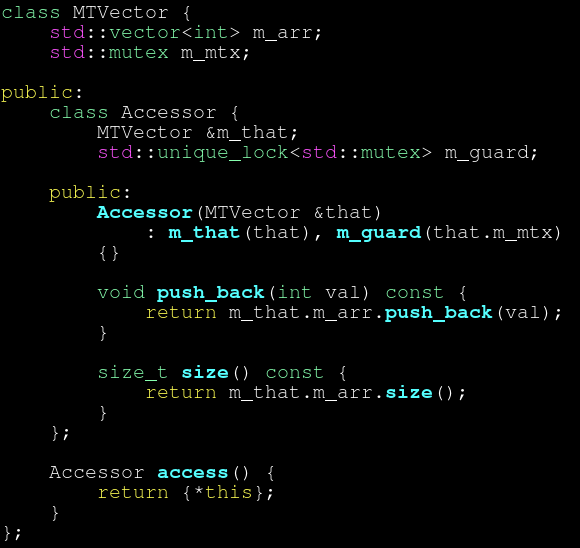 class MTVector {
    std::vector<int> m_arr;
    std::mutex m_mtx;

public:
    class Accessor {
        MTVector &m_that;
        std::unique_lock<std::mutex> m_guard;

    public:
        Accessor(MTVector &that)
            : m_that(that), m_guard(that.m_mtx)
        {}

        void push_back(int val) const {
            return m_that.m_arr.push_back(val);
        }

        size_t size() const {
            return m_that.m_arr.size();
        }
    };

    Accessor access() {
        return {*this};
    }
};